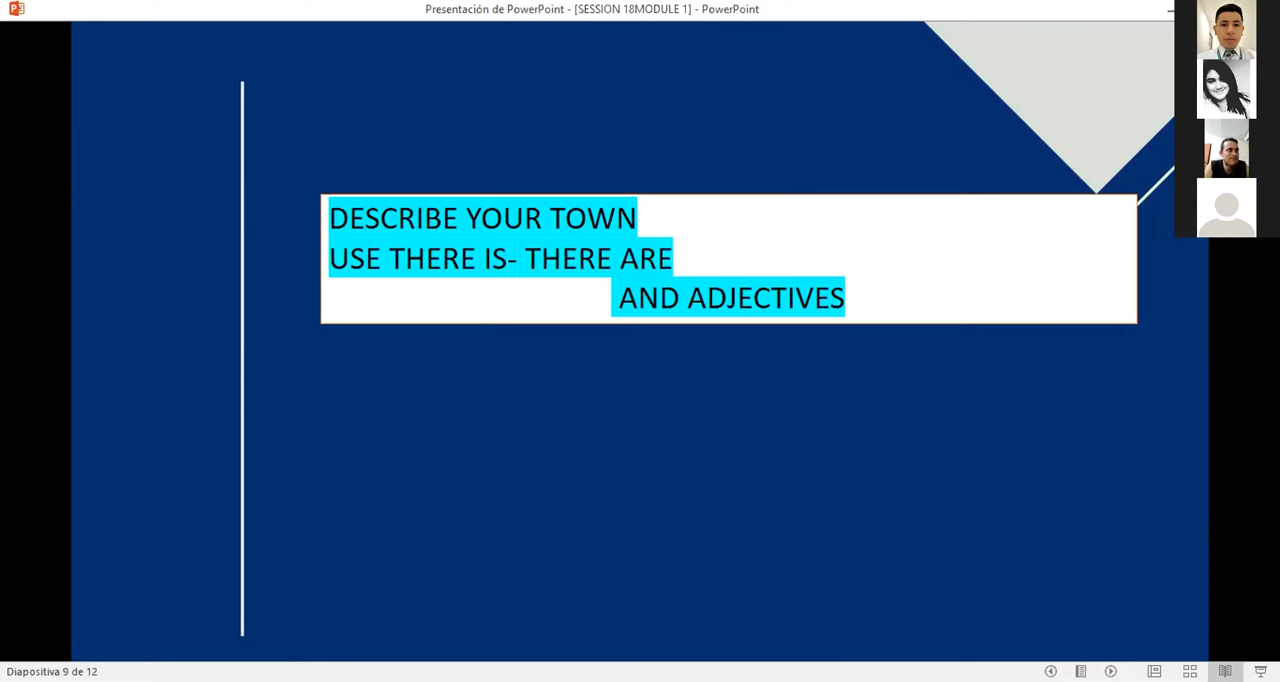 Presentación de PowerPoint - [SESSION 18MODULE 1] - PowerPoint
DESCRIBE YOUR TOWN
USE THERE IS- THERE ARE
AND ADJECTIVES
Diapositiva 9 de 12